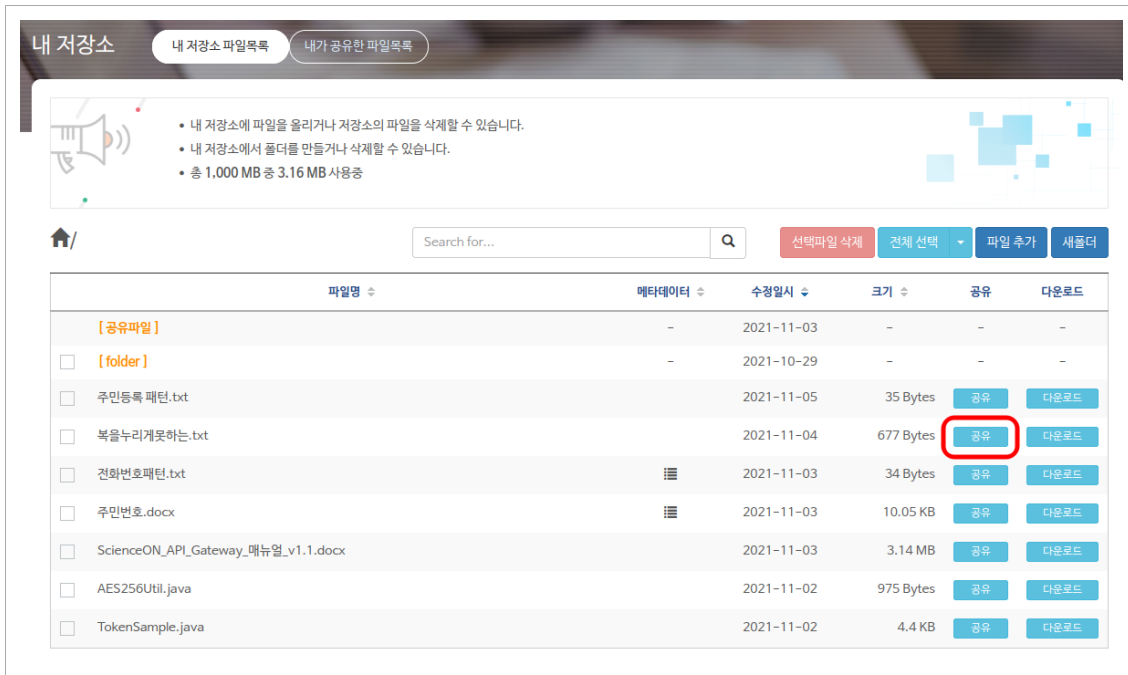 내 저장소 내 저장소 파일목록 내가 공유한 파일목록
• 내 저장소에 파일을 올리거나 저장소의 파일을 삭제할 수 있습니다.
• 내 저장소에서 폴더를 만들거나 삭제할 수 있습니다.
• 총 1,000 MB 중 3.16 MB 사용중
/ Search for... 선택파일 삭제 전체 선택 파일 추가 새폴더
파일명 메타데이터 수정일시 크기 공유 다운로드
[ 공유파일 ] – 2021-11-03 – – –
[ folder ] – 2021-10-29 – – –
주민등록 패턴.txt 2021-11-05 35 Bytes 공유 다운로드
복을누리게못하는.txt 2021-11-04 677 Bytes 공유 다운로드
전화번호패턴.txt 2021-11-03 34 Bytes 공유 다운로드
주민번호.docx 2021-11-03 10.05 KB 공유 다운로드
ScienceON_API_Gateway_매뉴얼_v1.1.docx 2021-11-03 3.14 MB 공유 다운로드
AES256Util.java 2021-11-02 975 Bytes 공유 다운로드
TokenSample.java 2021-11-02 4.4 KB 공유 다운로드